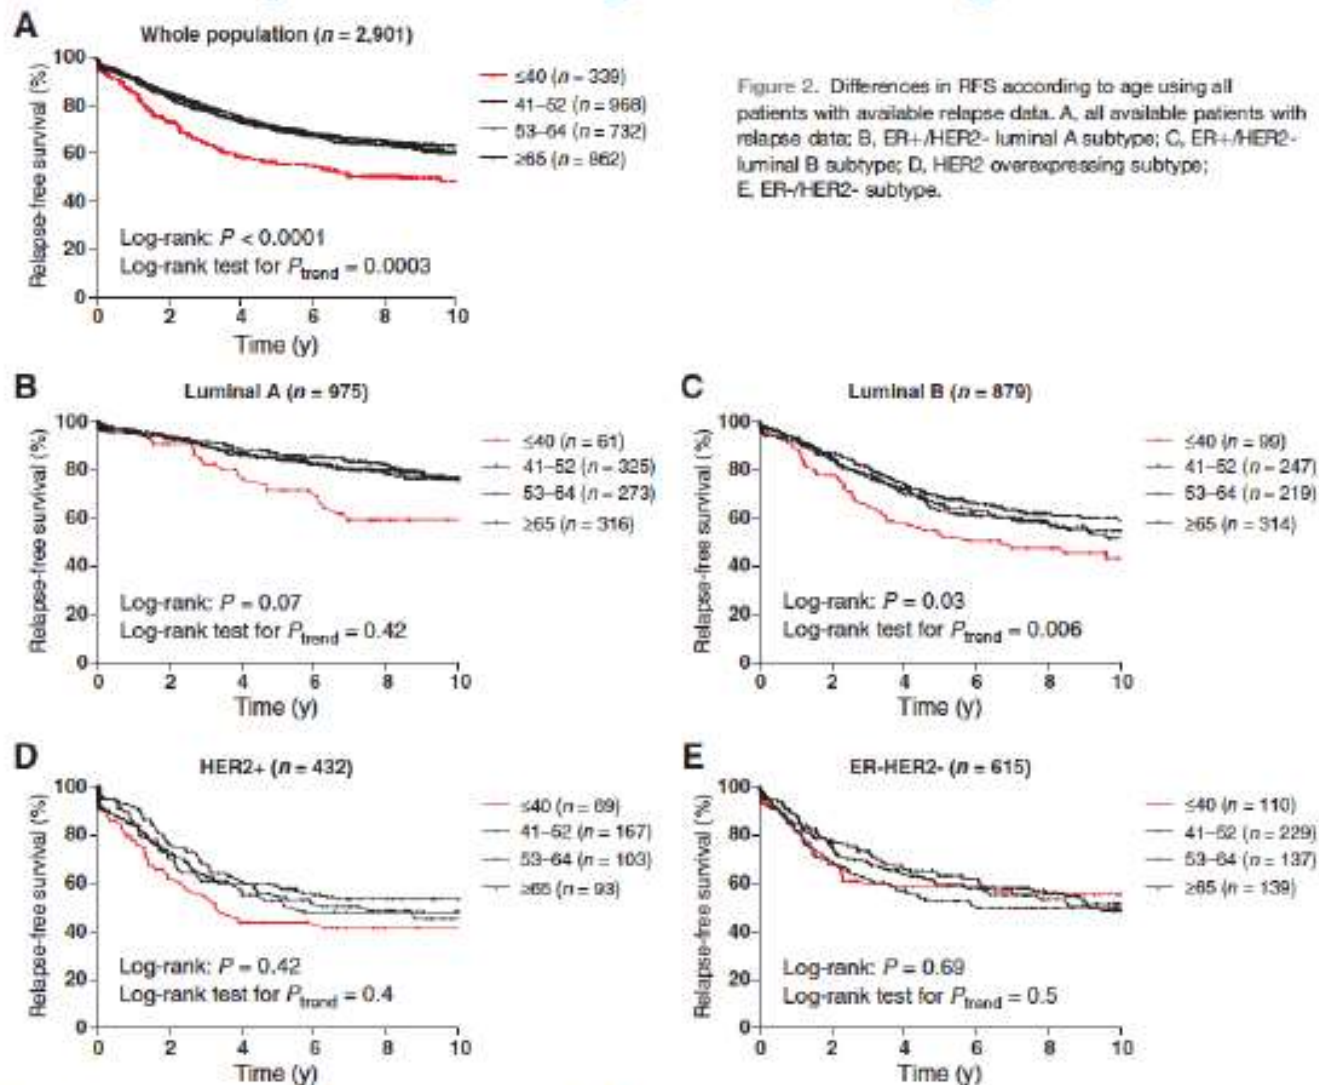 A
Whole population (n = 2,901)
Relapse-free survival (%)
100
80
60
40
20
0
≤40 (n = 339)
41–52 (n = 968)
53–64 (n = 732)
≥65 (n = 862)
Log-rank: P < 0.0001
Log-rank test for Ptrend = 0.0003
0 2 4 6 8 10
Time (y)
Figure 2. Differences in RFS according to age using all
patients with available relapse data. A, all available patients with
relapse data; B, ER+/HER2- luminal A subtype; C, ER+/HER2-
luminal B subtype; D, HER2 overexpressing subtype;
E, ER-/HER2- subtype.
B
Luminal A (n = 975)
Relapse-free survival (%)
100
80
60
40
20
0
≤40 (n = 61)
41–52 (n = 325)
53–64 (n = 273)
≥65 (n = 316)
Log-rank: P = 0.07
Log-rank test for Ptrend = 0.42
0 2 4 6 8 10
Time (y)
C
Luminal B (n = 879)
Relapse-free survival (%)
100
80
60
40
20
0
≤40 (n = 99)
41–52 (n = 247)
53–64 (n = 219)
≥65 (n = 314)
Log-rank: P = 0.03
Log-rank test for Ptrend = 0.006
0 2 4 6 8 10
Time (y)
D
HER2+ (n = 432)
Relapse-free survival (%)
100
80
60
40
20
0
≤40 (n = 69)
41–52 (n = 167)
53–64 (n = 103)
≥65 (n = 93)
Log-rank: P = 0.42
Log-rank test for Ptrend = 0.4
0 2 4 6 8 10
Time (y)
E
ER-HER2- (n = 615)
Relapse-free survival (%)
100
80
60
40
20
0
≤40 (n = 110)
41–52 (n = 229)
53–64 (n = 137)
≥65 (n = 139)
Log-rank: P = 0.69
Log-rank test for Ptrend = 0.5
0 2 4 6 8 10
Time (y)